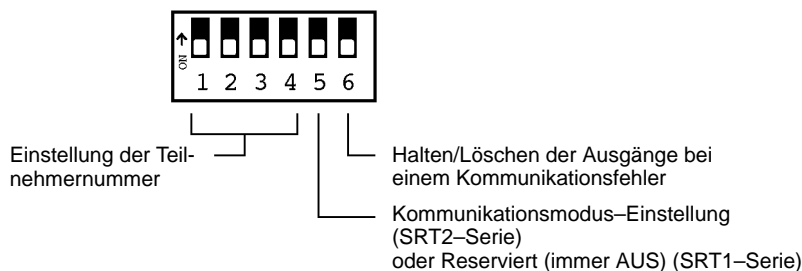 ON
1 2 3 4 5 6
Einstellung der Teil-
nehmernummer
Halten/Löschen der Ausgänge bei
einem Kommunikationsfehler
Kommunikationsmodus–Einstellung
(SRT2–Serie)
oder Reserviert (immer AUS) (SRT1–Serie)